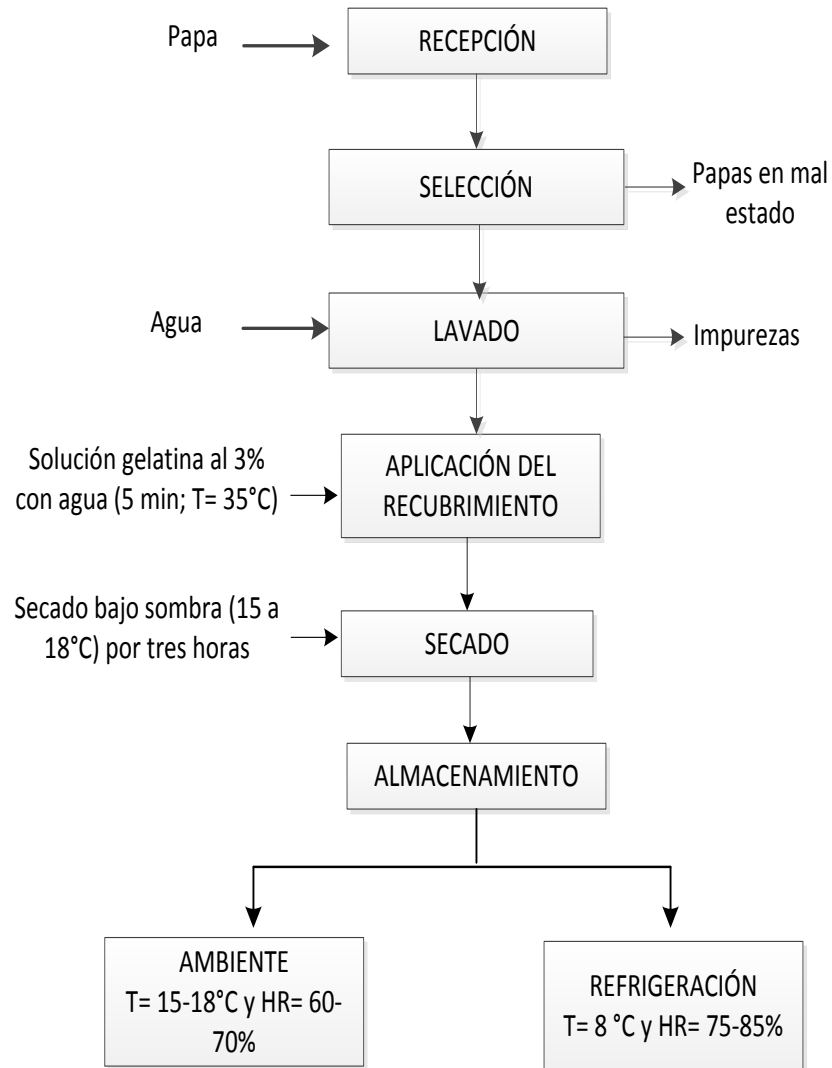 Papa
RECEPCIÓN
SELECCIÓN
Papas en mal
estado
Agua
LAVADO
Impurezas
Solución gelatina al 3%
con agua (5 min; T= 35°C)
APLICACIÓN DEL
RECUBRIMIENTO
Secado bajo sombra (15 a
18°C) por tres horas
SECADO
ALMACENAMIENTO
AMBIENTE
T= 15-18°C y HR= 60-
70%
REFRIGERACIÓN
T= 8 °C y HR= 75-85%